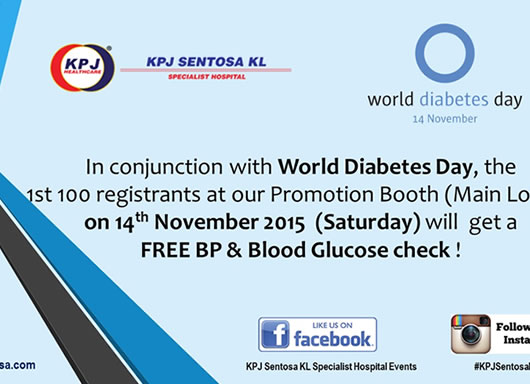 KPJ
HEALTHCARE
KPJ SENTOSA KL
SPECIALIST HOSPITAL
world diabetes day
14 November
In conjunction with World Diabetes Day, the
1st 100 registrants at our Promotion Booth (Main Lo
on 14th November 2015 (Saturday) will get a
FREE BP & Blood Glucose check !
LIKE US ON
facebook.
KPJ Sentosa KL Specialist Hospital Events
Follow
Insta
#KPJSentosa
sa.com